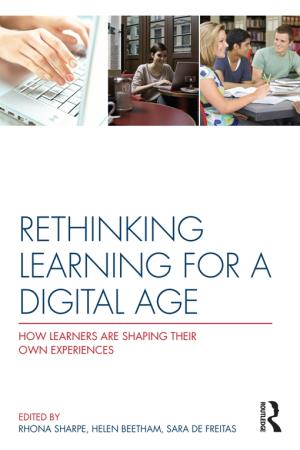 RETHINKING
LEARNING FOR A
DIGITAL AGE
HOW LEARNERS ARE SHAPING THEIR
OWN EXPERIENCES
EDITED BY
RHONA SHARPE, HELEN BEETHAM, SARA DE FREITAS
ROUTLEDGE